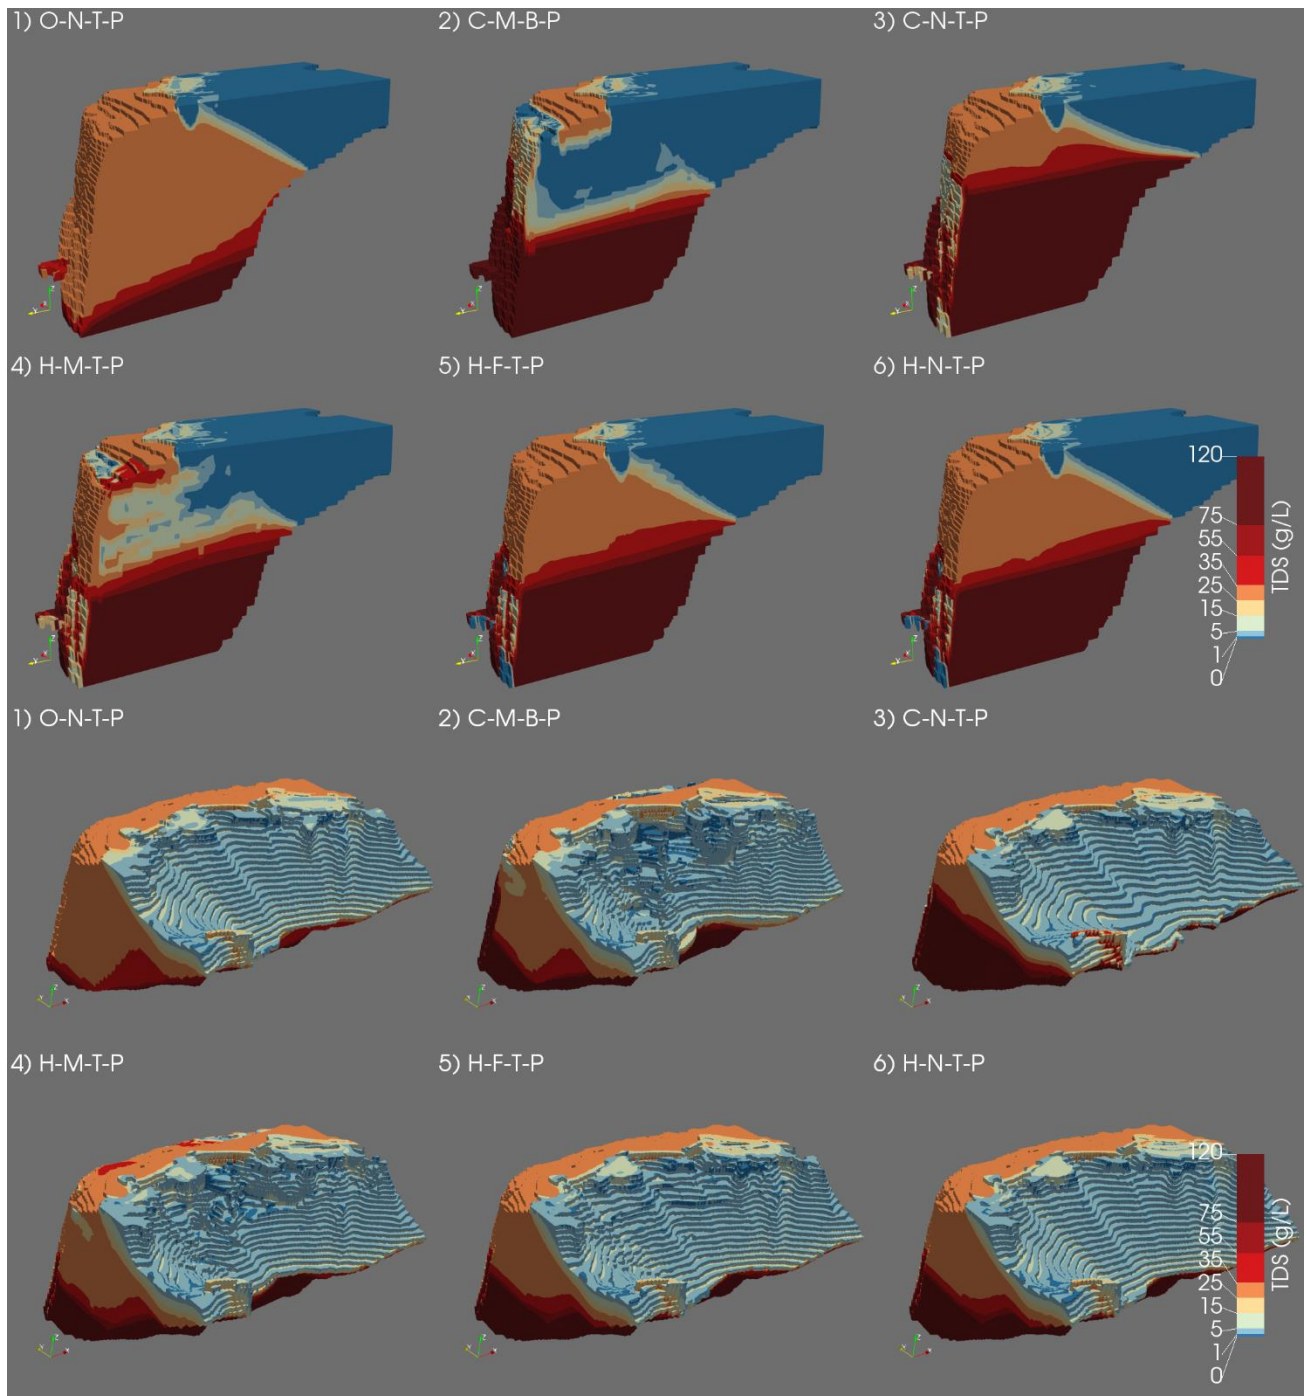 1) O-N-T-P
2) C-M-B-P
3) C-N-T-P
4) H-M-T-P
5) H-F-T-P
6) H-N-T-P
120
75
55
35
25
15
5
1
0
TDS (g/L)
1) O-N-T-P
2) C-M-B-P
3) C-N-T-P
4) H-M-T-P
5) H-F-T-P
6) H-N-T-P
120
75
55
35
25
15
5
1
0
TDS (g/L)